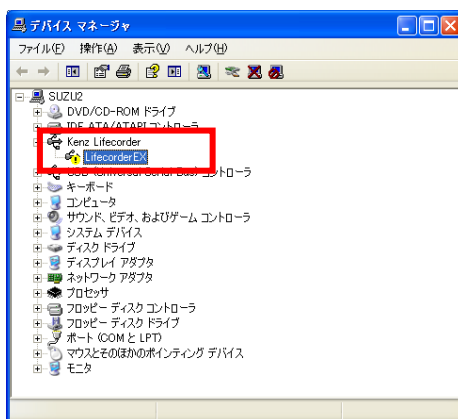 デバイス マネージャ
ファイル(F) 操作(A) 表示(V) ヘルプ(H)
SUZU2
DVD/CD-ROM ドライブ
IDE ATA/ATAPI コントローラ
Kenz Lifecorder
LifecorderEX
USB (Universal Serial Bus) コントローラ
キーボード
コンピュータ
サウンド、ビデオ、およびゲーム コントローラ
システム デバイス
ディスク ドライブ
ディスプレイ アダプタ
ネットワーク アダプタ
プロセッサ
フロッピー ディスク コントローラ
フロッピー ディスク ドライブ
ポート (COM と LPT)
マウスとそのほかのポインティング デバイス
モニタ